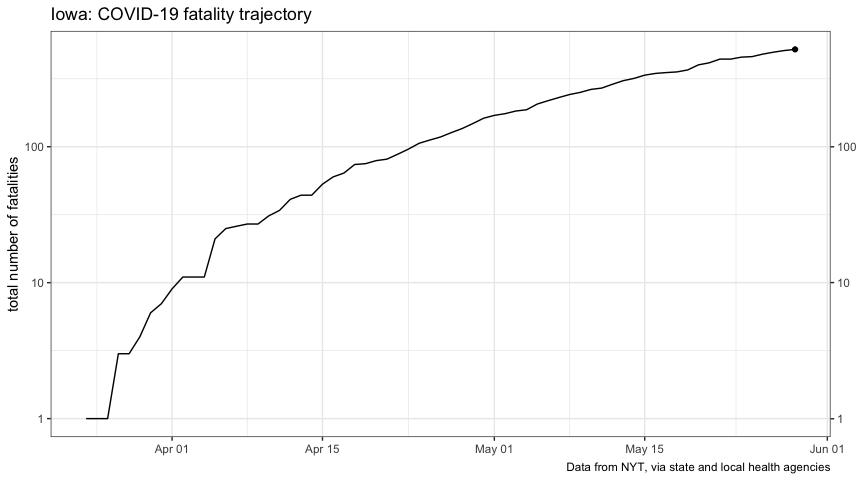 Iowa: COVID-19 fatality trajectory
total number of fatalities
100
10
1
100
10
1
Apr 01
Apr 15
May 01
May 15
Jun 01
Data from NYT, via state and local health agencies